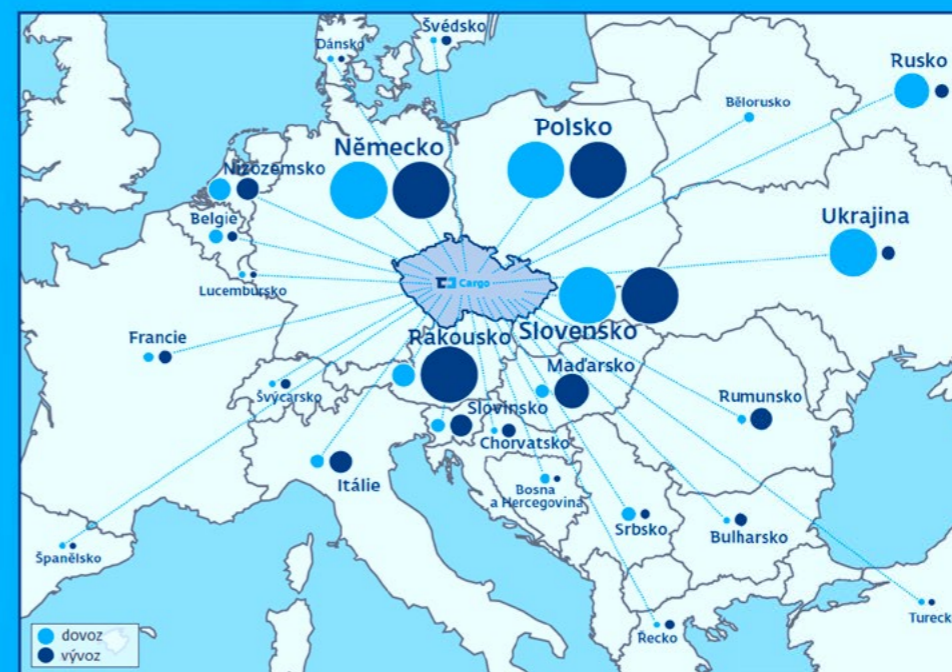 Švédsko
Dánsko
Rusko
Bělorusko
Polsko
Německo
Nizozemsko
Belgie
Ukrajina
Lucembursko
Cargo
Slovensko
Rakousko
Francie
Maďarsko
Švýcarsko
Rumunsko
Slovinsko
Chorvatsko
Itálie
Bosna
a Hercegovina
Srbsko
Bulharsko
Španělsko
Tureck
Řecko
dovoz
vývoz